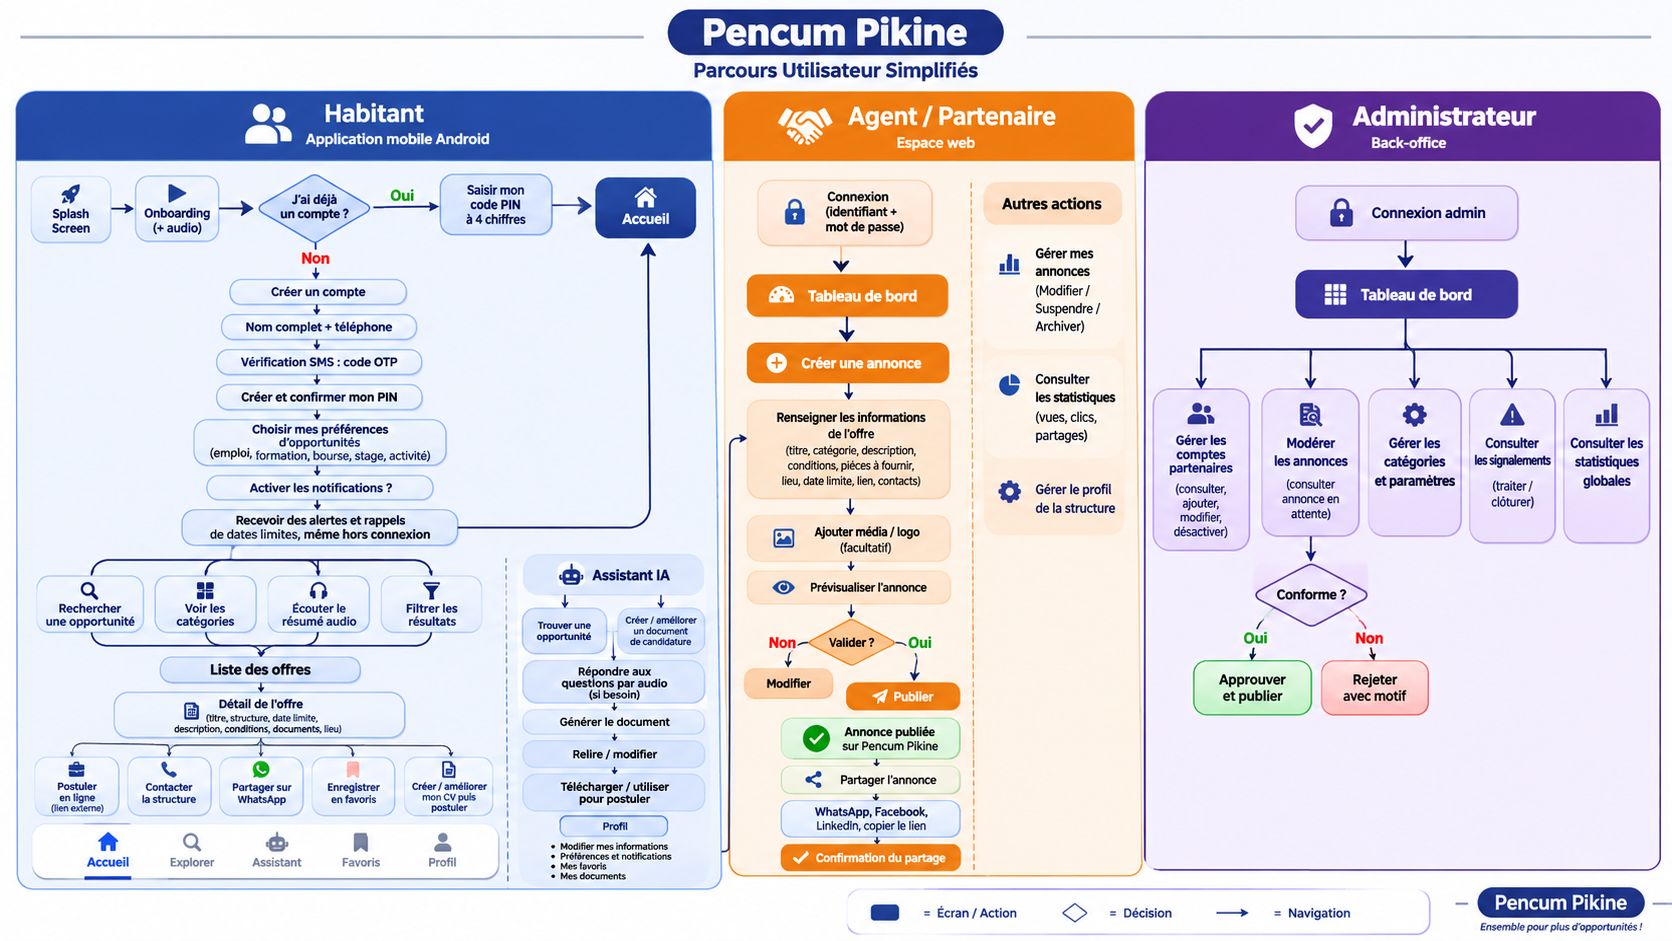 Pencum Pikine
Parcours Utilisateur Simplifiés
Habitant
Application mobile Android
Splash
Screen
Onboarding
(+ audio)
J'ai déjà
un compte ?
Oui
Saisir mon
code PIN
à 4 chiffres
Accueil
Non
Créer un compte
Nom complet + téléphone
Vérification SMS : code OTP
Créer et confirmer mon PIN
Choisir mes préférences
d'opportunités
(emploi, formation, bourse, stage, activité)
Activer les notifications ?
Recevoir des alertes et rappels
de dates limites, même hors connexion
Rechercher
une opportunité
Voir les
catégories
Écouter le
résumé audio
Filtrer les
résultats
Liste des offres
Détail de l'offre
(titre, structure, date limite,
description, conditions, documents, lieu)
Postuler
en ligne
(lien externe)
Contacter
la structure
Partager sur
WhatsApp
Enregistrer
en favoris
Créer / améliorer
mon CV puis
postuler
Accueil
Explorer
Assistant
Favoris
Profil
Assistant IA
Trouver une
opportunité
Créer / améliorer
un document
de candidature
Répondre aux
questions par audio
(si besoin)
Générer le document
Relire / modifier
Télécharger / utiliser
pour postuler
Profil
• Modifier mes informations
• Préférences et notifications
• Mes favoris
• Mes documents
Agent / Partenaire
Espace web
Connexion
(identifiant +
mot de passe)
Tableau de bord
Créer une annonce
Renseigner les informations
de l'offre
(titre, catégorie, description,
conditions, pièces à fournir,
lieu, date limite, lien, contacts)
Ajouter média / logo
(facultatif)
Prévisualiser l'annonce
Non
Valider ?
Oui
Modifier
Publier
Annonce publiée
sur Pencum Pikine
Partager l'annonce
WhatsApp, Facebook,
LinkedIn, copier le lien
Confirmation du partage
Autres actions
Gérer mes
annonces
(Modifier /
Suspendre /
Archiver)
Consulter
les statistiques
(vues, clics,
partages)
Gérer le profil
de la structure
Administrateur
Back-office
Connexion admin
Tableau de bord
Gérer les
comptes
partenaires
(consulter,
ajouter,
modifier,
désactiver)
Modérer
les annonces
(consulter
annonce en
attente)
Gérer les
catégories
et paramètres
Consulter
les signalements
(traiter /
clôturer)
Consulter les
statistiques
globales
Conforme ?
Oui
Non
Approuver
et publier
Rejeter
avec motif
= Écran / Action
= Décision
= Navigation
Pencum Pikine
Ensemble pour plus d'opportunités !